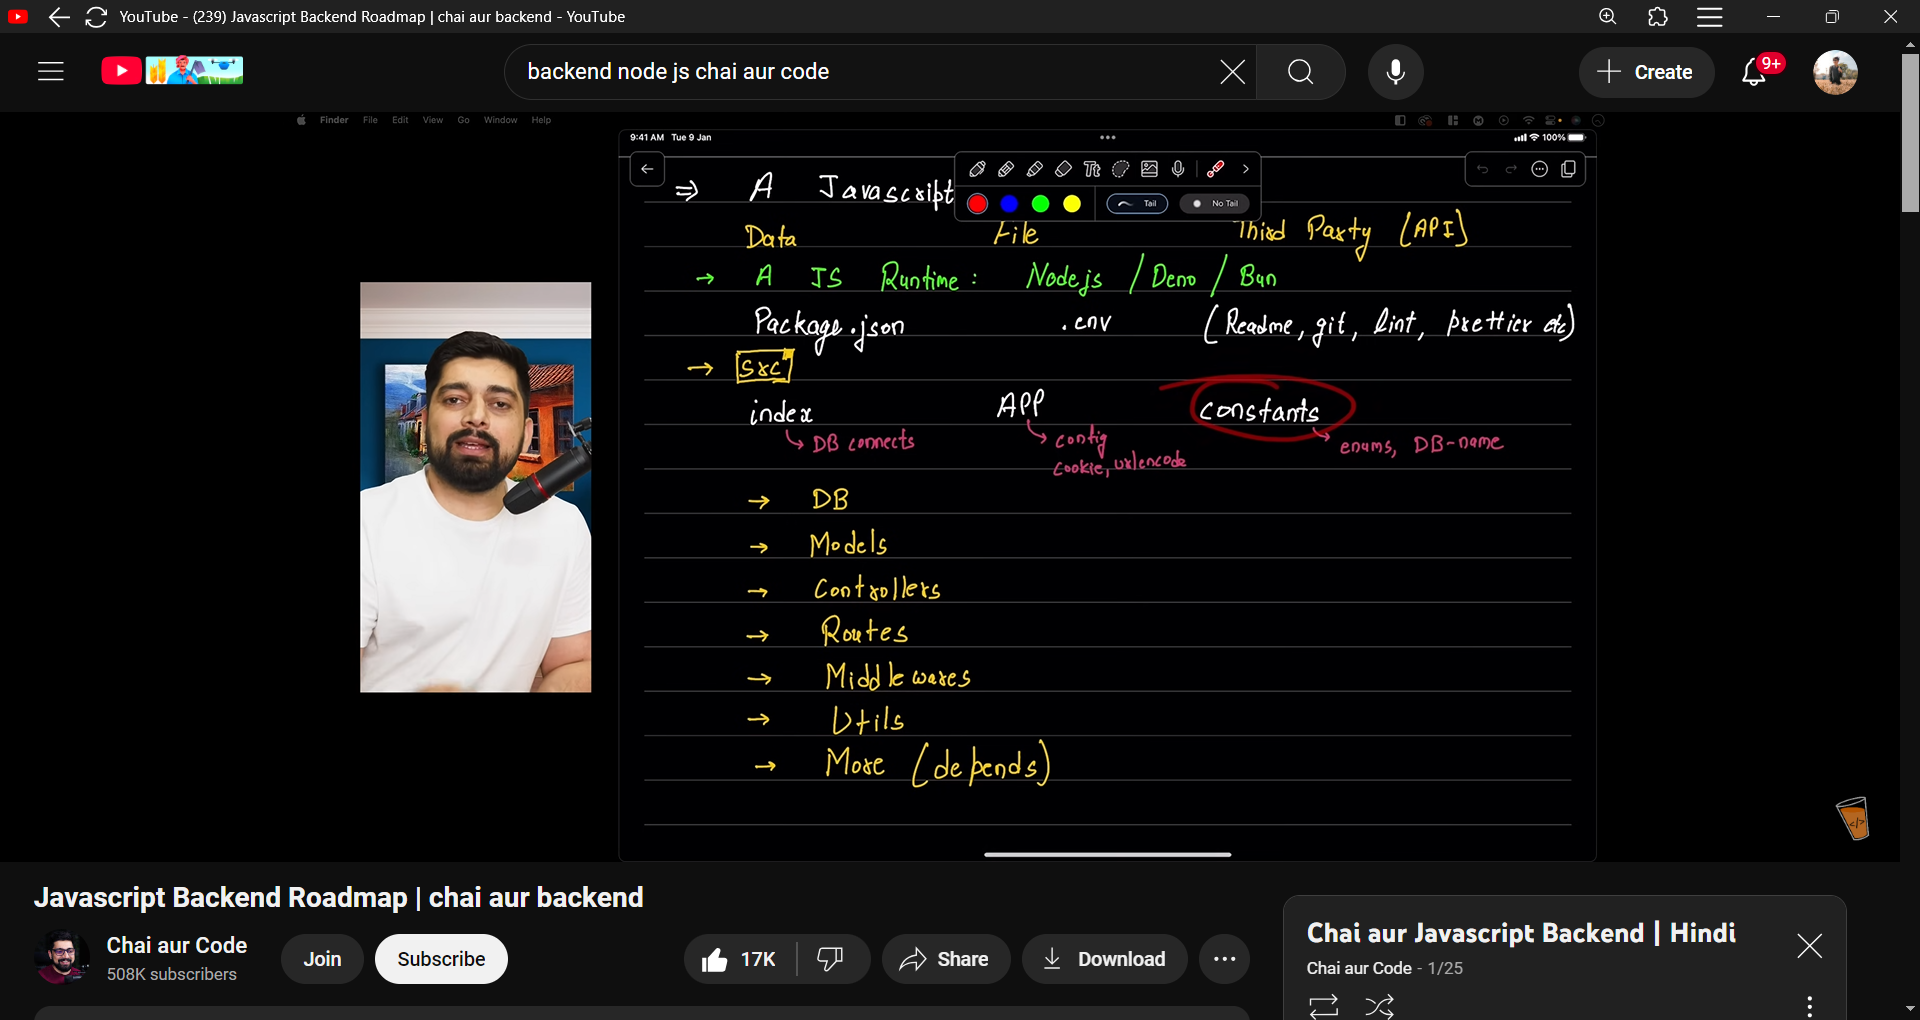 YouTube - (239) Javascript Backend Roadmap | chai aur backend - YouTube
backend node js chai aur code
Create
9+
Finder File Edit View Go Window Help
9:41 AM Tue 9 Jan
100%
Tt
Tail
No Tail
⇒ A Javascript
Data File Third Party (API)
→ A JS Runtime : Nodejs / Deno / Bun
Package.json .env (Readme, git, lint, prettier etc)
→ src
index APP constants
DB connects config enums, DB-name
cookie, urlencode
→ DB
→ Models
→ Controllers
→ Routes
→ Middlewares
→ Utils
→ More (depends)
</>
Javascript Backend Roadmap | chai aur backend
Chai aur Code
508K subscribers
Join
Subscribe
17K
Share
Download
Chai aur Javascript Backend | Hindi
Chai aur Code - 1/25